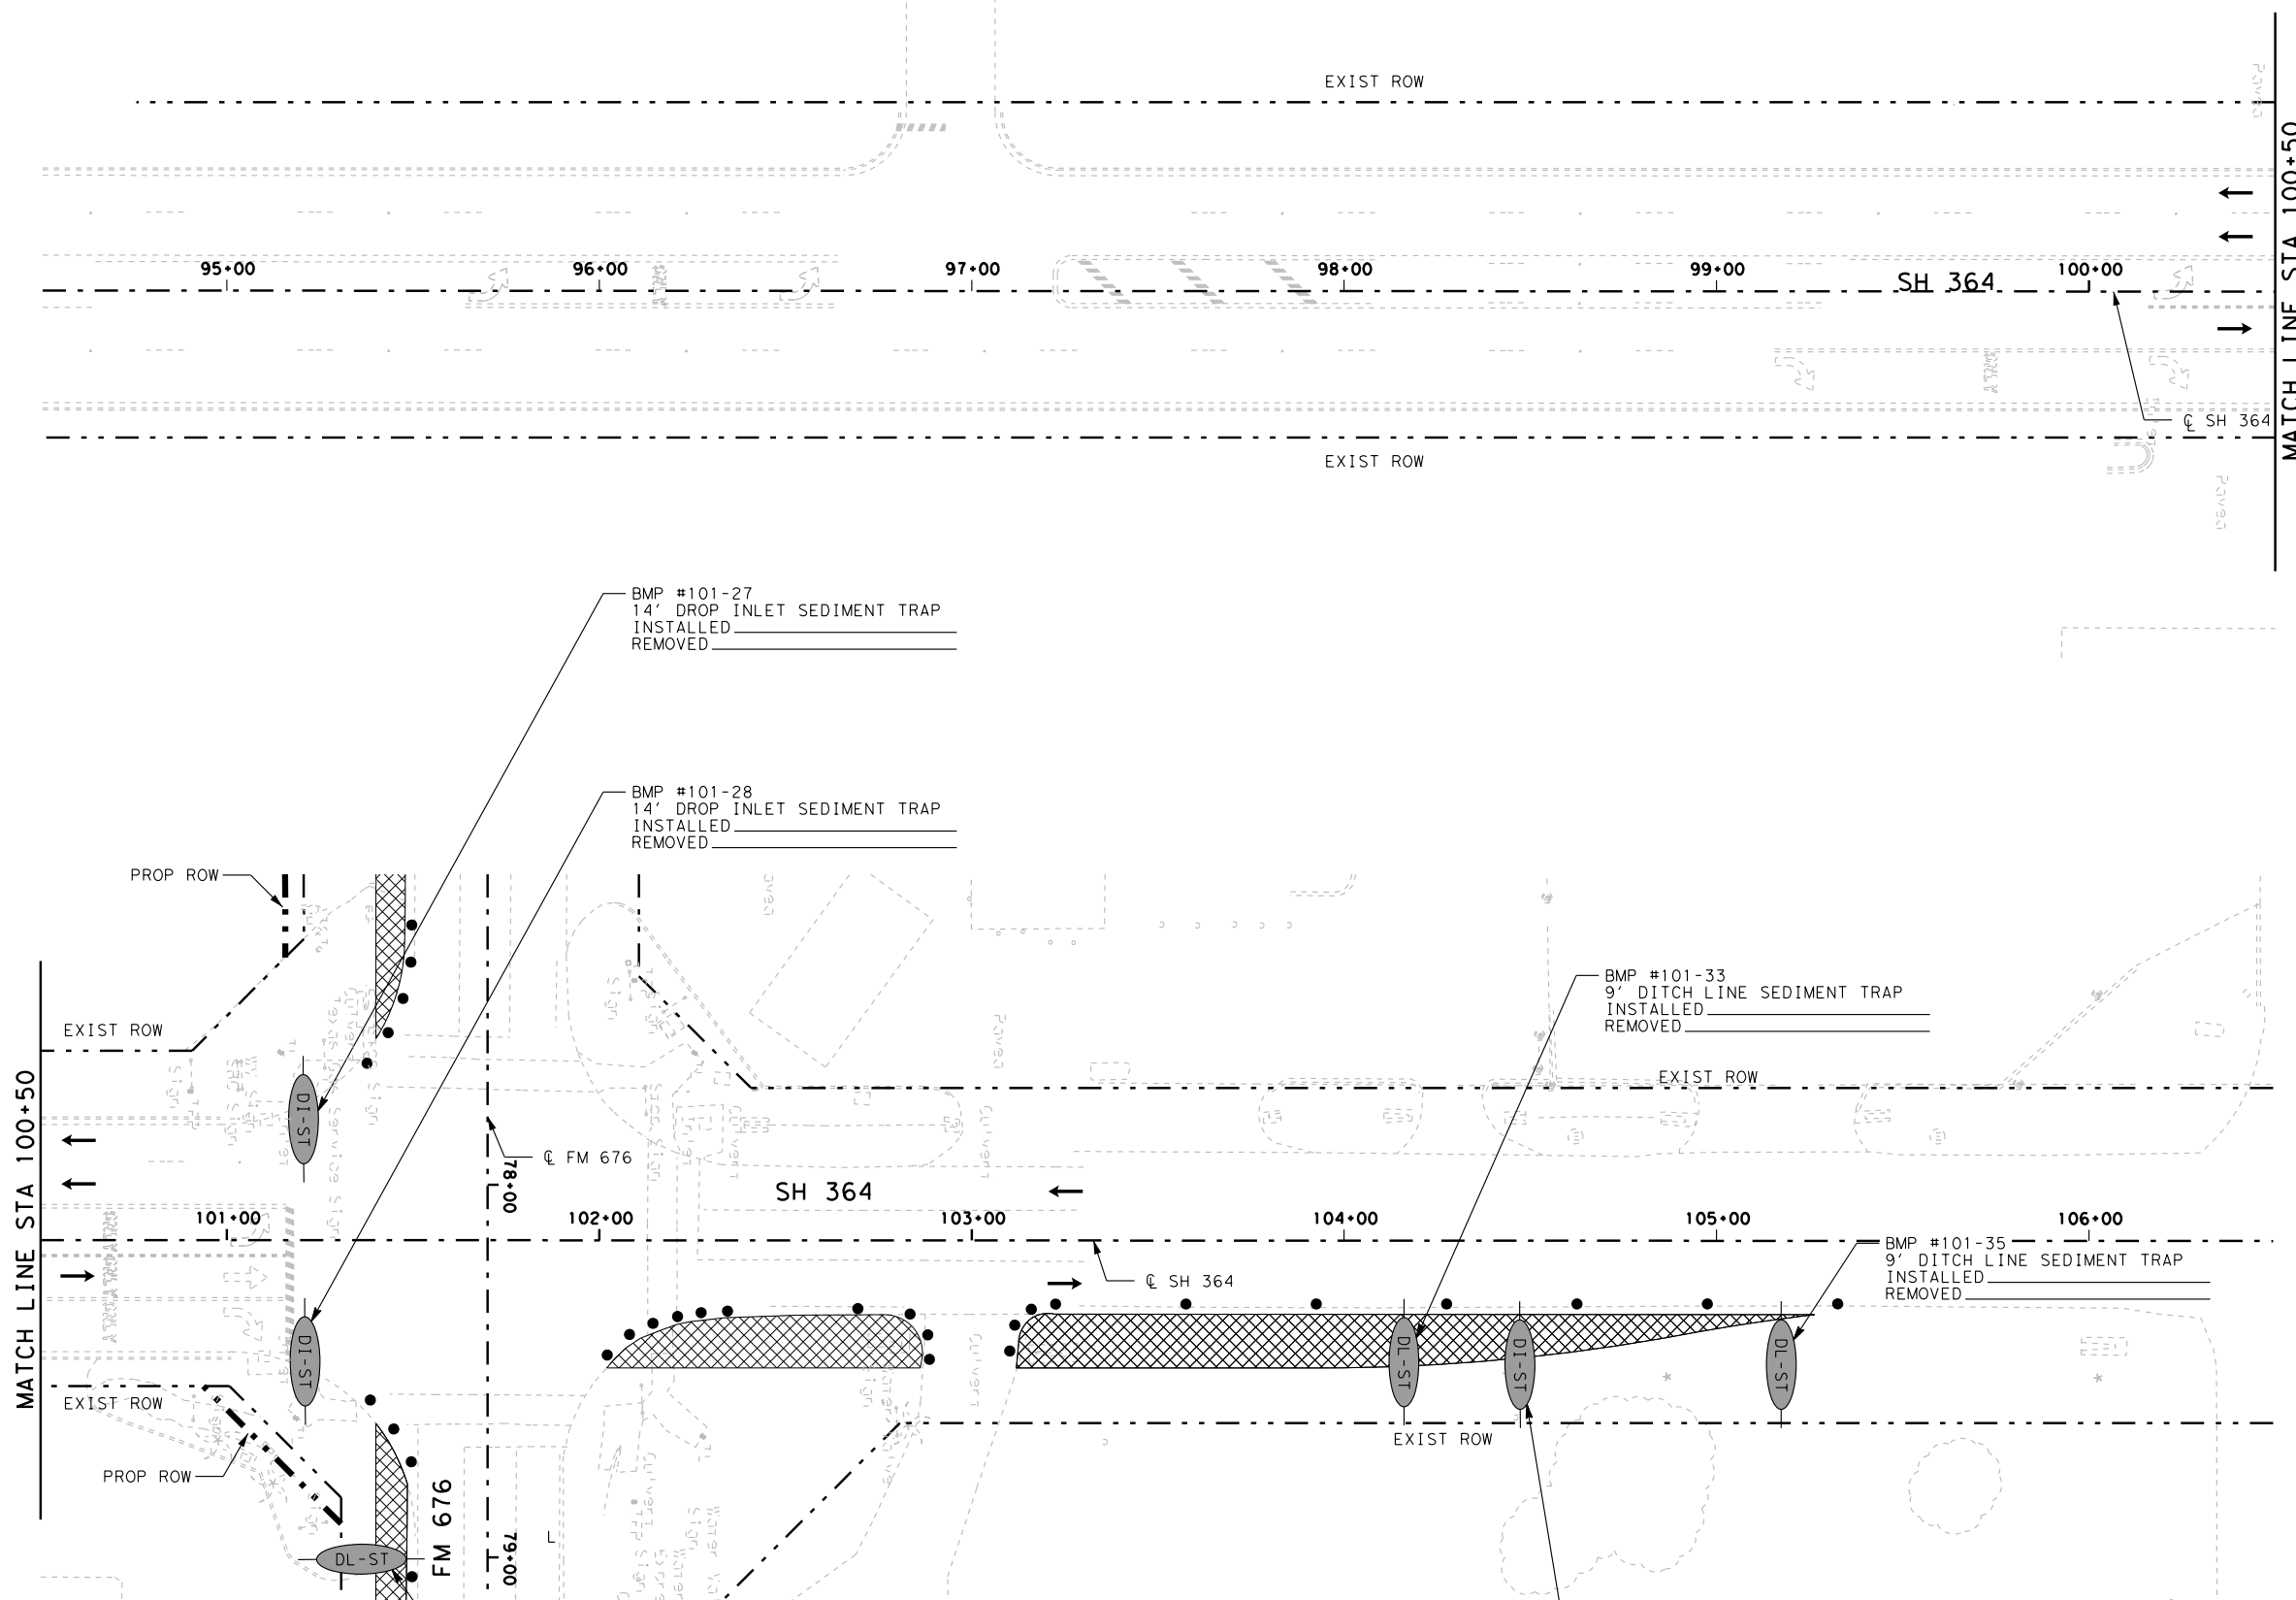 EXIST ROW
95+00
96+00
97+00
98+00
99+00
SH 364
100+00
℄ SH 364
EXIST ROW
MATCH LINE STA 100+50
BMP #101-27
14' DROP INLET SEDIMENT TRAP
INSTALLED
REMOVED
BMP #101-28
14' DROP INLET SEDIMENT TRAP
INSTALLED
REMOVED
PROP ROW
BMP #101-33
9' DITCH LINE SEDIMENT TRAP
INSTALLED
REMOVED
EXIST ROW
EXIST ROW
DI-ST
℄ FM 676
78+00
SH 364
MATCH LINE STA 100+50
101+00
102+00
103+00
104+00
105+00
106+00
BMP #101-35
9' DITCH LINE SEDIMENT TRAP
INSTALLED
REMOVED
℄ SH 364
DI-ST
DL-ST
DI-ST
DL-ST
EXIST ROW
EXIST ROW
PROP ROW
FM 676
79+00
DL-ST